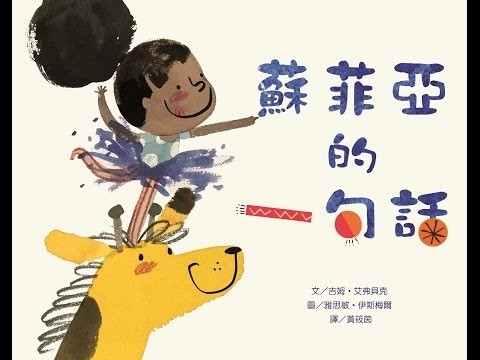 蘇菲亞
的
一句話
文／吉姆・艾弗貝克
圖／雅思敏・伊斯梅爾
譯／黃筱茵